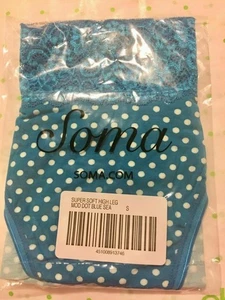 Soma
SOMA.COM
SUPER SOFT HIGH LEG
MOD DOT BLUE SEA S